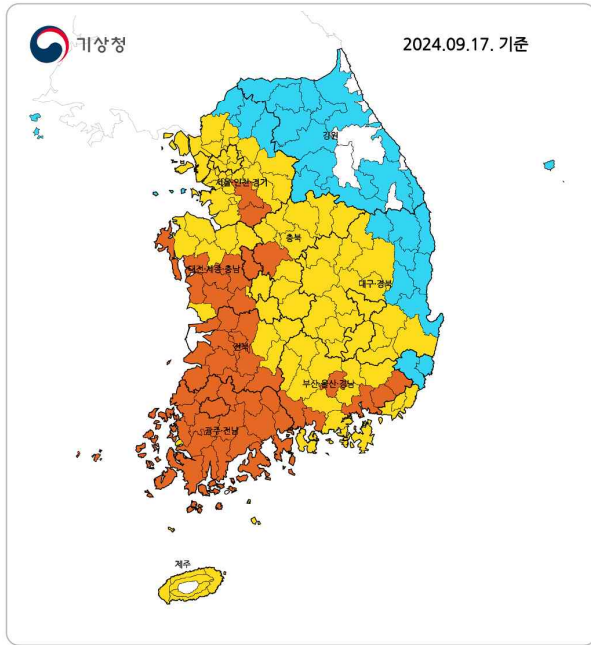 기상청
2024.09.17. 기준
강원
서울·인천·경기
충북
대전·세종·충남
대구·경북
전북
부산·울산·경남
광주·전남
제주